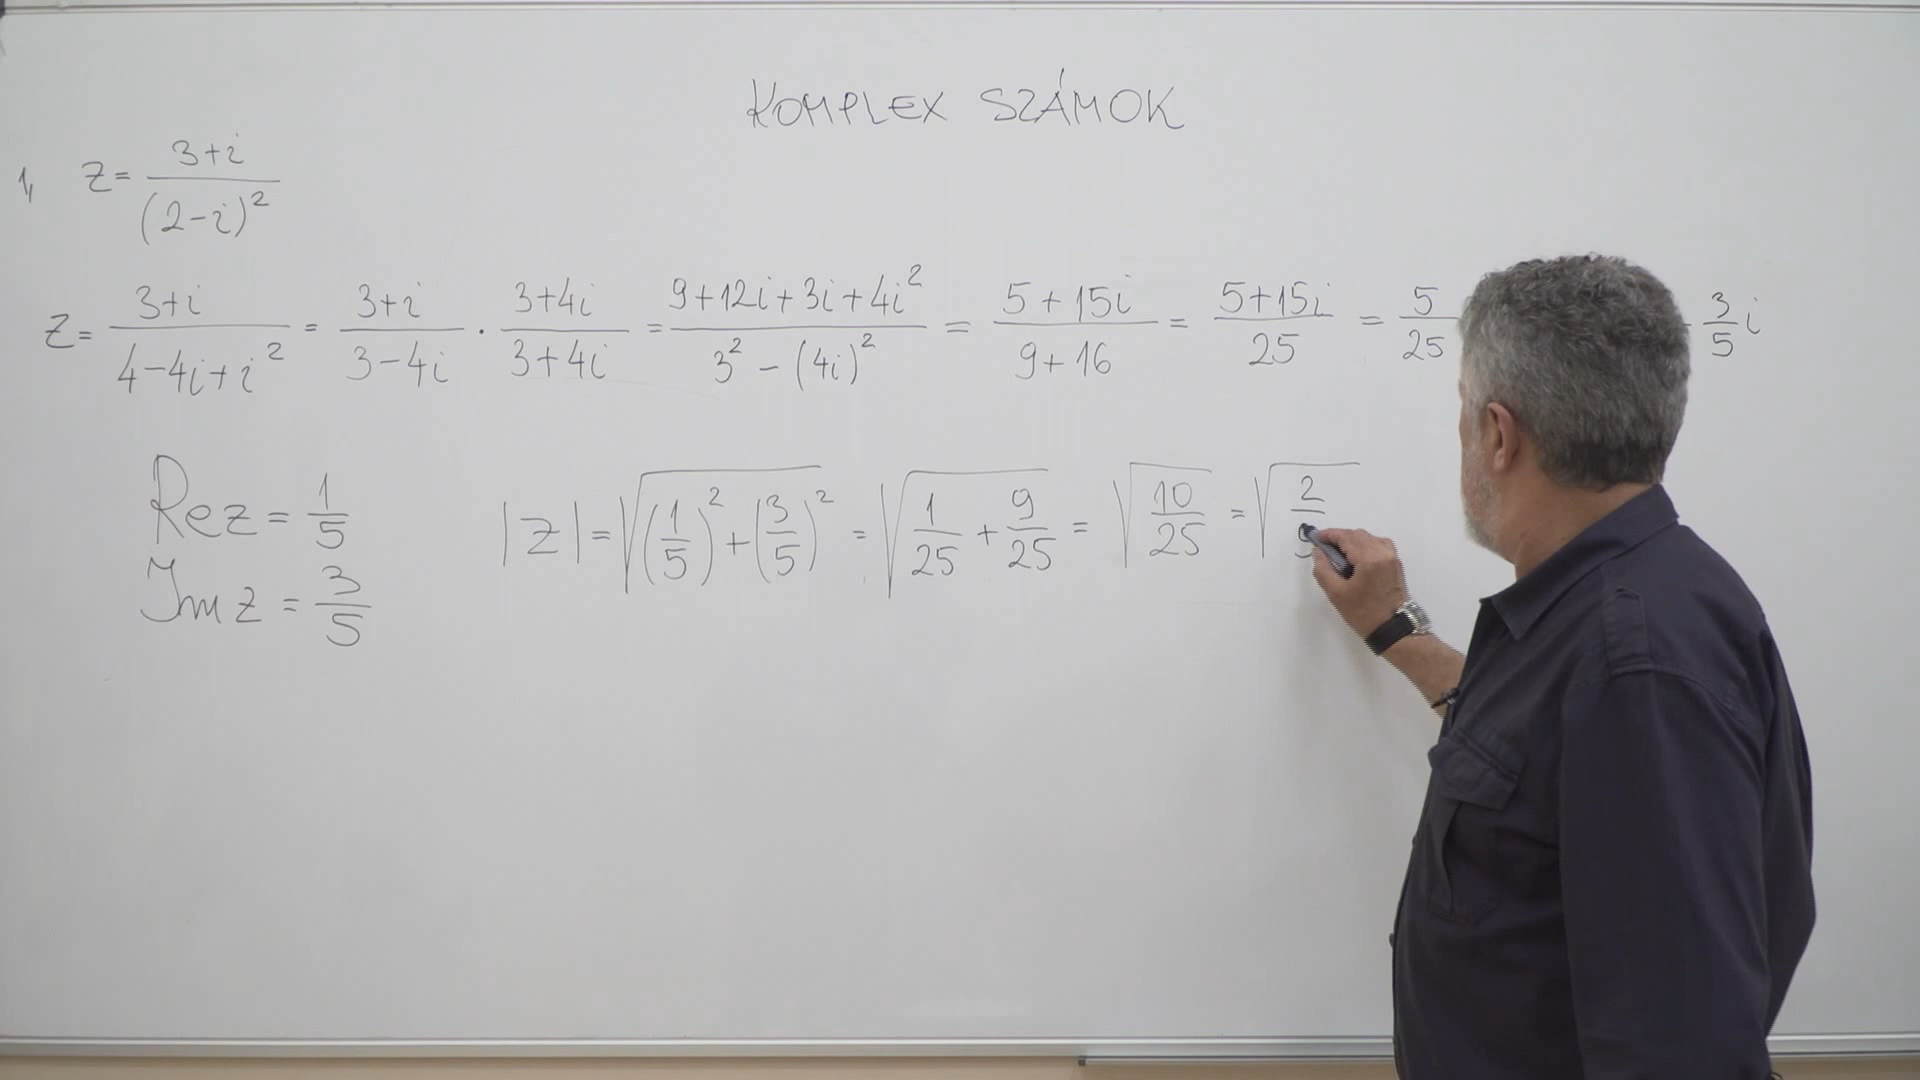 KOMPLEX SZÁMOK
1, z = (3+i)/(2-i)²
z = (3+i)/(4-4i+i²) = (3+i)/(3-4i) · (3+4i)/(3+4i) = (9+12i+3i+4i²)/(3²-(4i)²) = (5+15i)/(9+16) = (5+15i)/25 = 5/25 3/5 i
Re z = 1/5
|z| = √((1/5)²+(3/5)²) = √(1/25+9/25) = √(10/25) = √(2/5)
Im z = 3/5